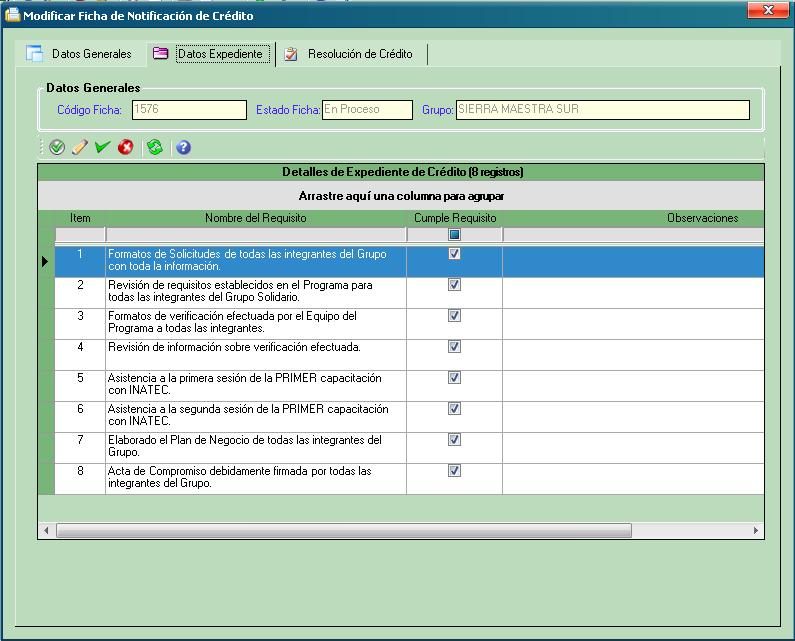 Modificar Ficha de Notificación de Crédito
Datos Generales
Datos Expediente
Resolución de Crédito
Datos Generales
Código Ficha:
1576
Estado Ficha:
En Proceso
Grupo:
SIERRA MAESTRA SUR
Detalles de Expediente de Crédito (8 registros)
Arrastre aquí una columna para agrupar
Item
Nombre del Requisito
Cumple Requisito
Observaciones
1
Formatos de Solicitudes de todas las integrantes del Grupo
con toda la información.
2
Revisión de requisitos establecidos en el Programa para
todas las integrantes del Grupo Solidario.
3
Formatos de verificación efectuada por el Equipo del
Programa a todas las integrantes.
4
Revisión de información sobre verificación efectuada.
5
Asistencia a la primera sesión de la PRIMER capacitación
con INATEC.
6
Asistencia a la segunda sesión de la PRIMER capacitación
con INATEC.
7
Elaborado el Plan de Negocio de todas las integrantes del
Grupo.
8
Acta de Compromiso debidamente firmada por todas las
integrantes del Grupo.